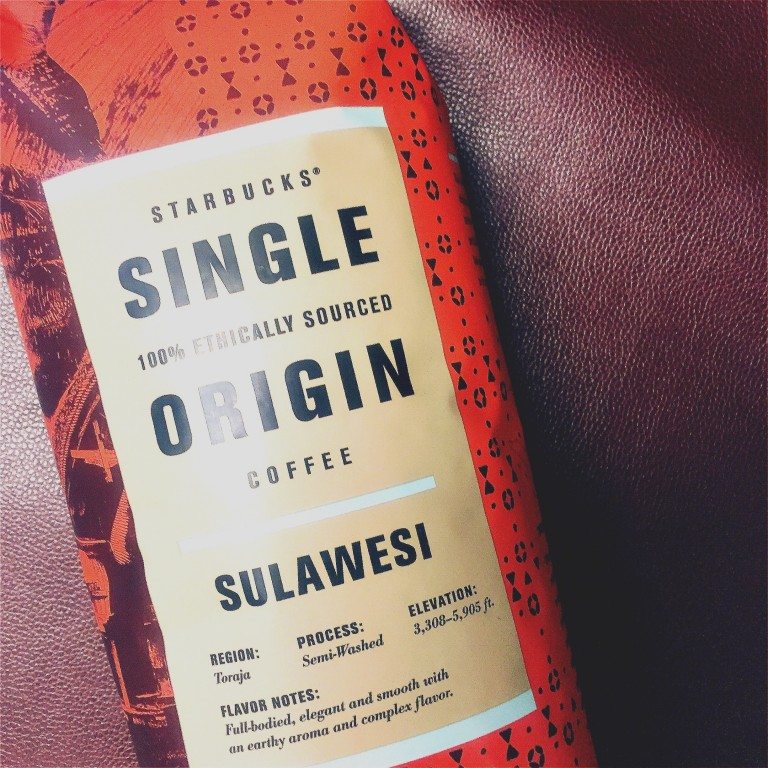 STARBUCKS®
SINGLE
100% ETHICALLY SOURCED
ORIGIN
COFFEE
SULAWESI
REGION: PROCESS: ELEVATION:
Toraja Semi-Washed 3,308–5,905 ft.
FLAVOR NOTES:
Full-bodied, elegant and smooth with
an earthy aroma and complex flavor.